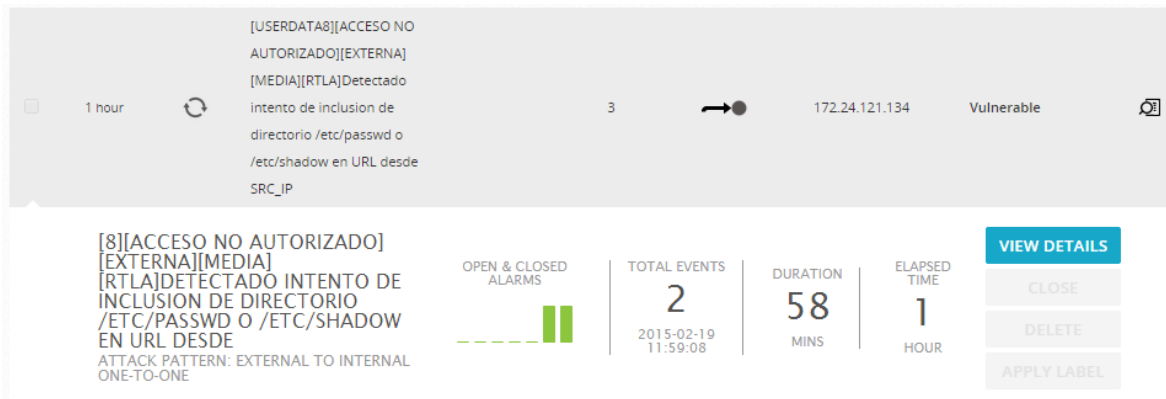 [USERDATA8][ACCESO NO
AUTORIZADO][EXTERNA]
[MEDIA][RTLA]Detectado
1 hour
intento de inclusion de
3
172.24.121.134
Vulnerable
directorio /etc/passwd o
/etc/shadow en URL desde
SRC_IP
[8][ACCESO NO AUTORIZADO]
[EXTERNA][MEDIA]
[RTLA]DETECTADO INTENTO DE
INCLUSION DE DIRECTORIO
/ETC/PASSWD O /ETC/SHADOW
EN URL DESDE
ATTACK PATTERN: EXTERNAL TO INTERNAL
ONE-TO-ONE
OPEN & CLOSED
ALARMS
TOTAL EVENTS
2
2015-02-19
11:59:08
DURATION
58
MINS
ELAPSED
TIME
1
HOUR
VIEW DETAILS
CLOSE
DELETE
APPLY LABEL